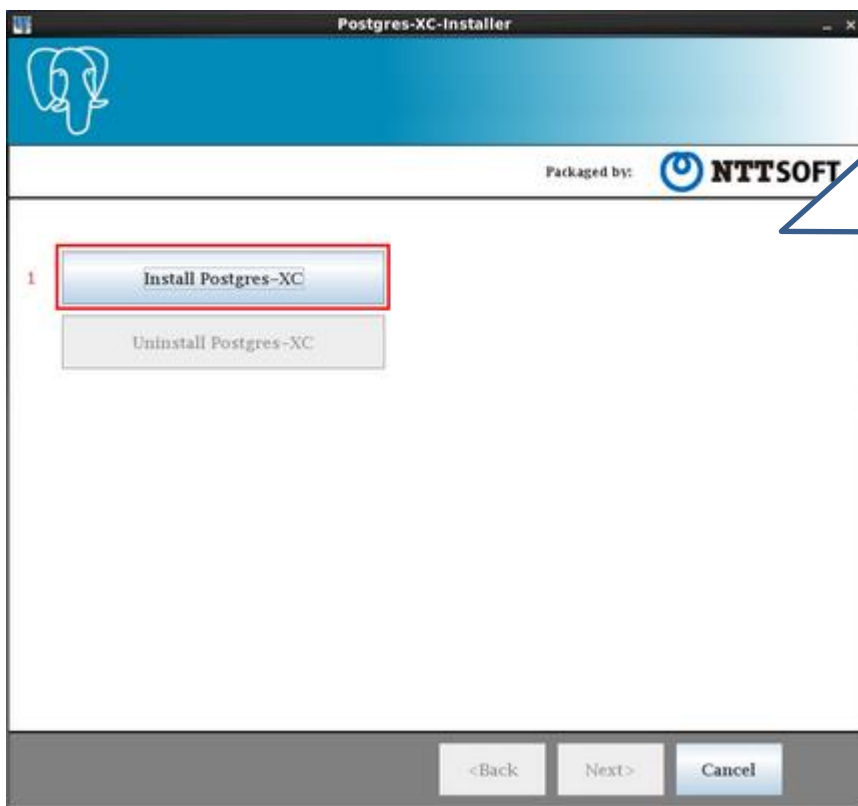 Postgres-XC-Installer
Packaged by: NTTSOFT
1 Install Postgres-XC
Uninstall Postgres-XC
<Back Next> Cancel